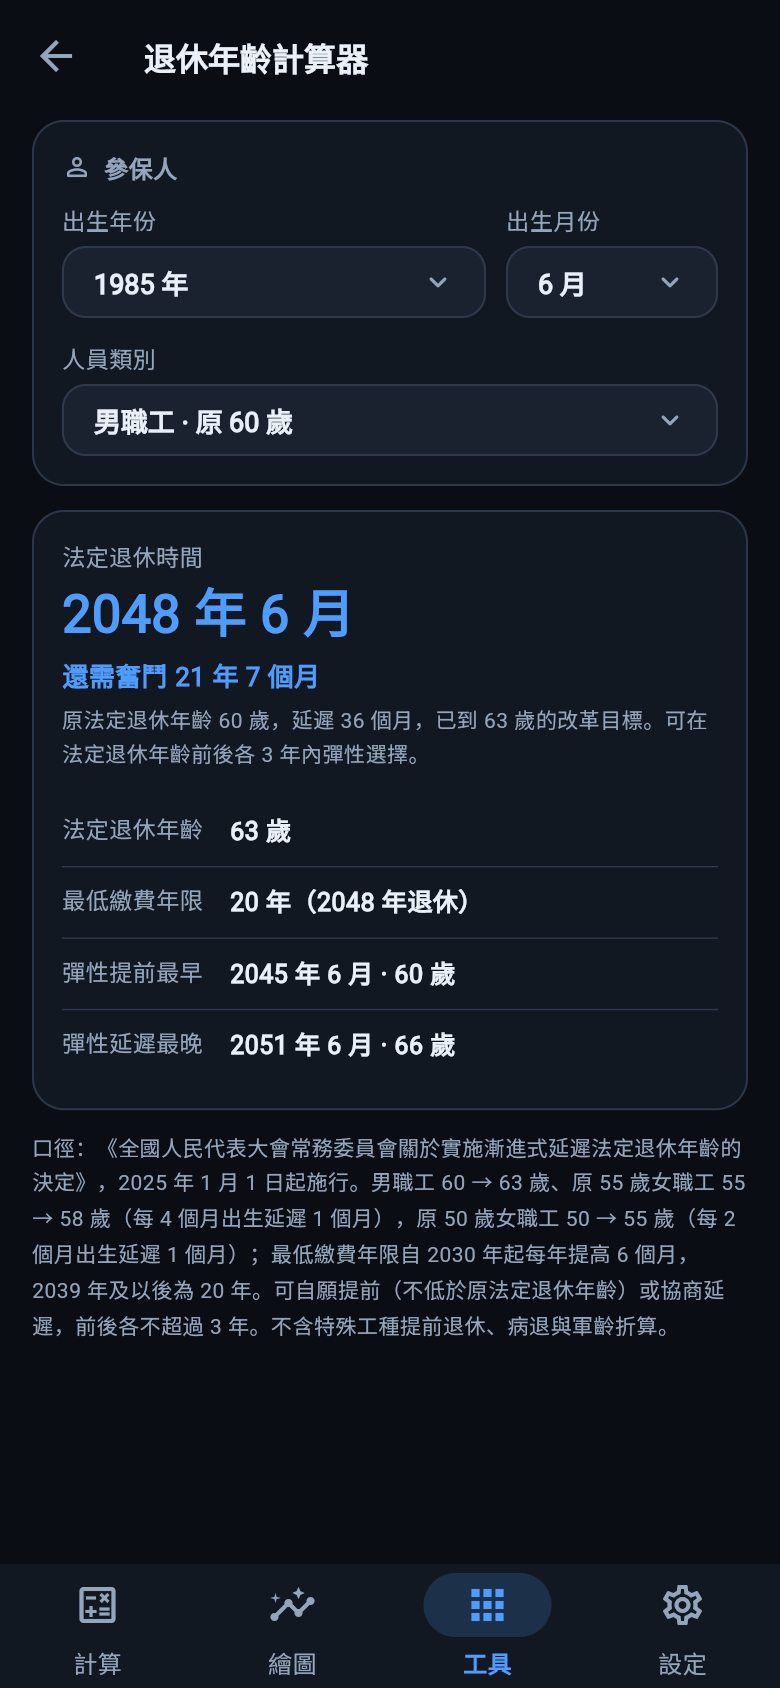 退休年齡計算器
參保人
出生年份
出生月份
1985 年
6 月
人員類別
男職工 · 原 60 歲
法定退休時間
2048 年 6 月
還需奮鬥 21 年 7 個月
原法定退休年齡 60 歲，延遲 36 個月，已到 63 歲的改革目標。可在
法定退休年齡前後各 3 年內彈性選擇。
法定退休年齡 63 歲
最低繳費年限 20 年（2048 年退休）
彈性提前最早 2045 年 6 月 · 60 歲
彈性延遲最晚 2051 年 6 月 · 66 歲
口徑：《全國人民代表大會常務委員會關於實施漸進式延遲法定退休年齡的
決定》，2025 年 1 月 1 日起施行。男職工 60 → 63 歲、原 55 歲女職工 55
→ 58 歲（每 4 個月出生延遲 1 個月），原 50 歲女職工 50 → 55 歲（每 2
個月出生延遲 1 個月）；最低繳費年限自 2030 年起每年提高 6 個月，
2039 年及以後為 20 年。可自願提前（不低於原法定退休年齡）或協商延
遲，前後各不超過 3 年。不含特殊工種提前退休、病退與軍齡折算。
計算
繪圖
工具
設定